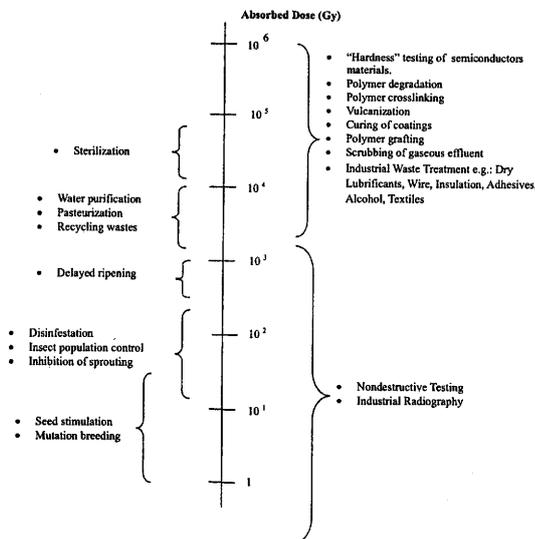 Absorbed Dose (Gy)
10^6
10^5
10^4
10^3
10^2
10^1
1
• Sterilization
• Water purification
• Pasteurization
• Recycling wastes
• Delayed ripening
• Disinfestation
• Insect population control
• Inhibition of sprouting
• Seed stimulation
• Mutation breeding
• “Hardness” testing of semiconductors
materials.
• Polymer degradation
• Polymer crosslinking
• Vulcanization
• Curing of coatings
• Polymer grafting
• Scrubbing of gaseous effluent
• Industrial Waste Treatment e.g.: Dry
Lubrificants, Wire, Insulation, Adhesives
Alcohol, Textiles
• Nondestructive Testing
• Industrial Radiography